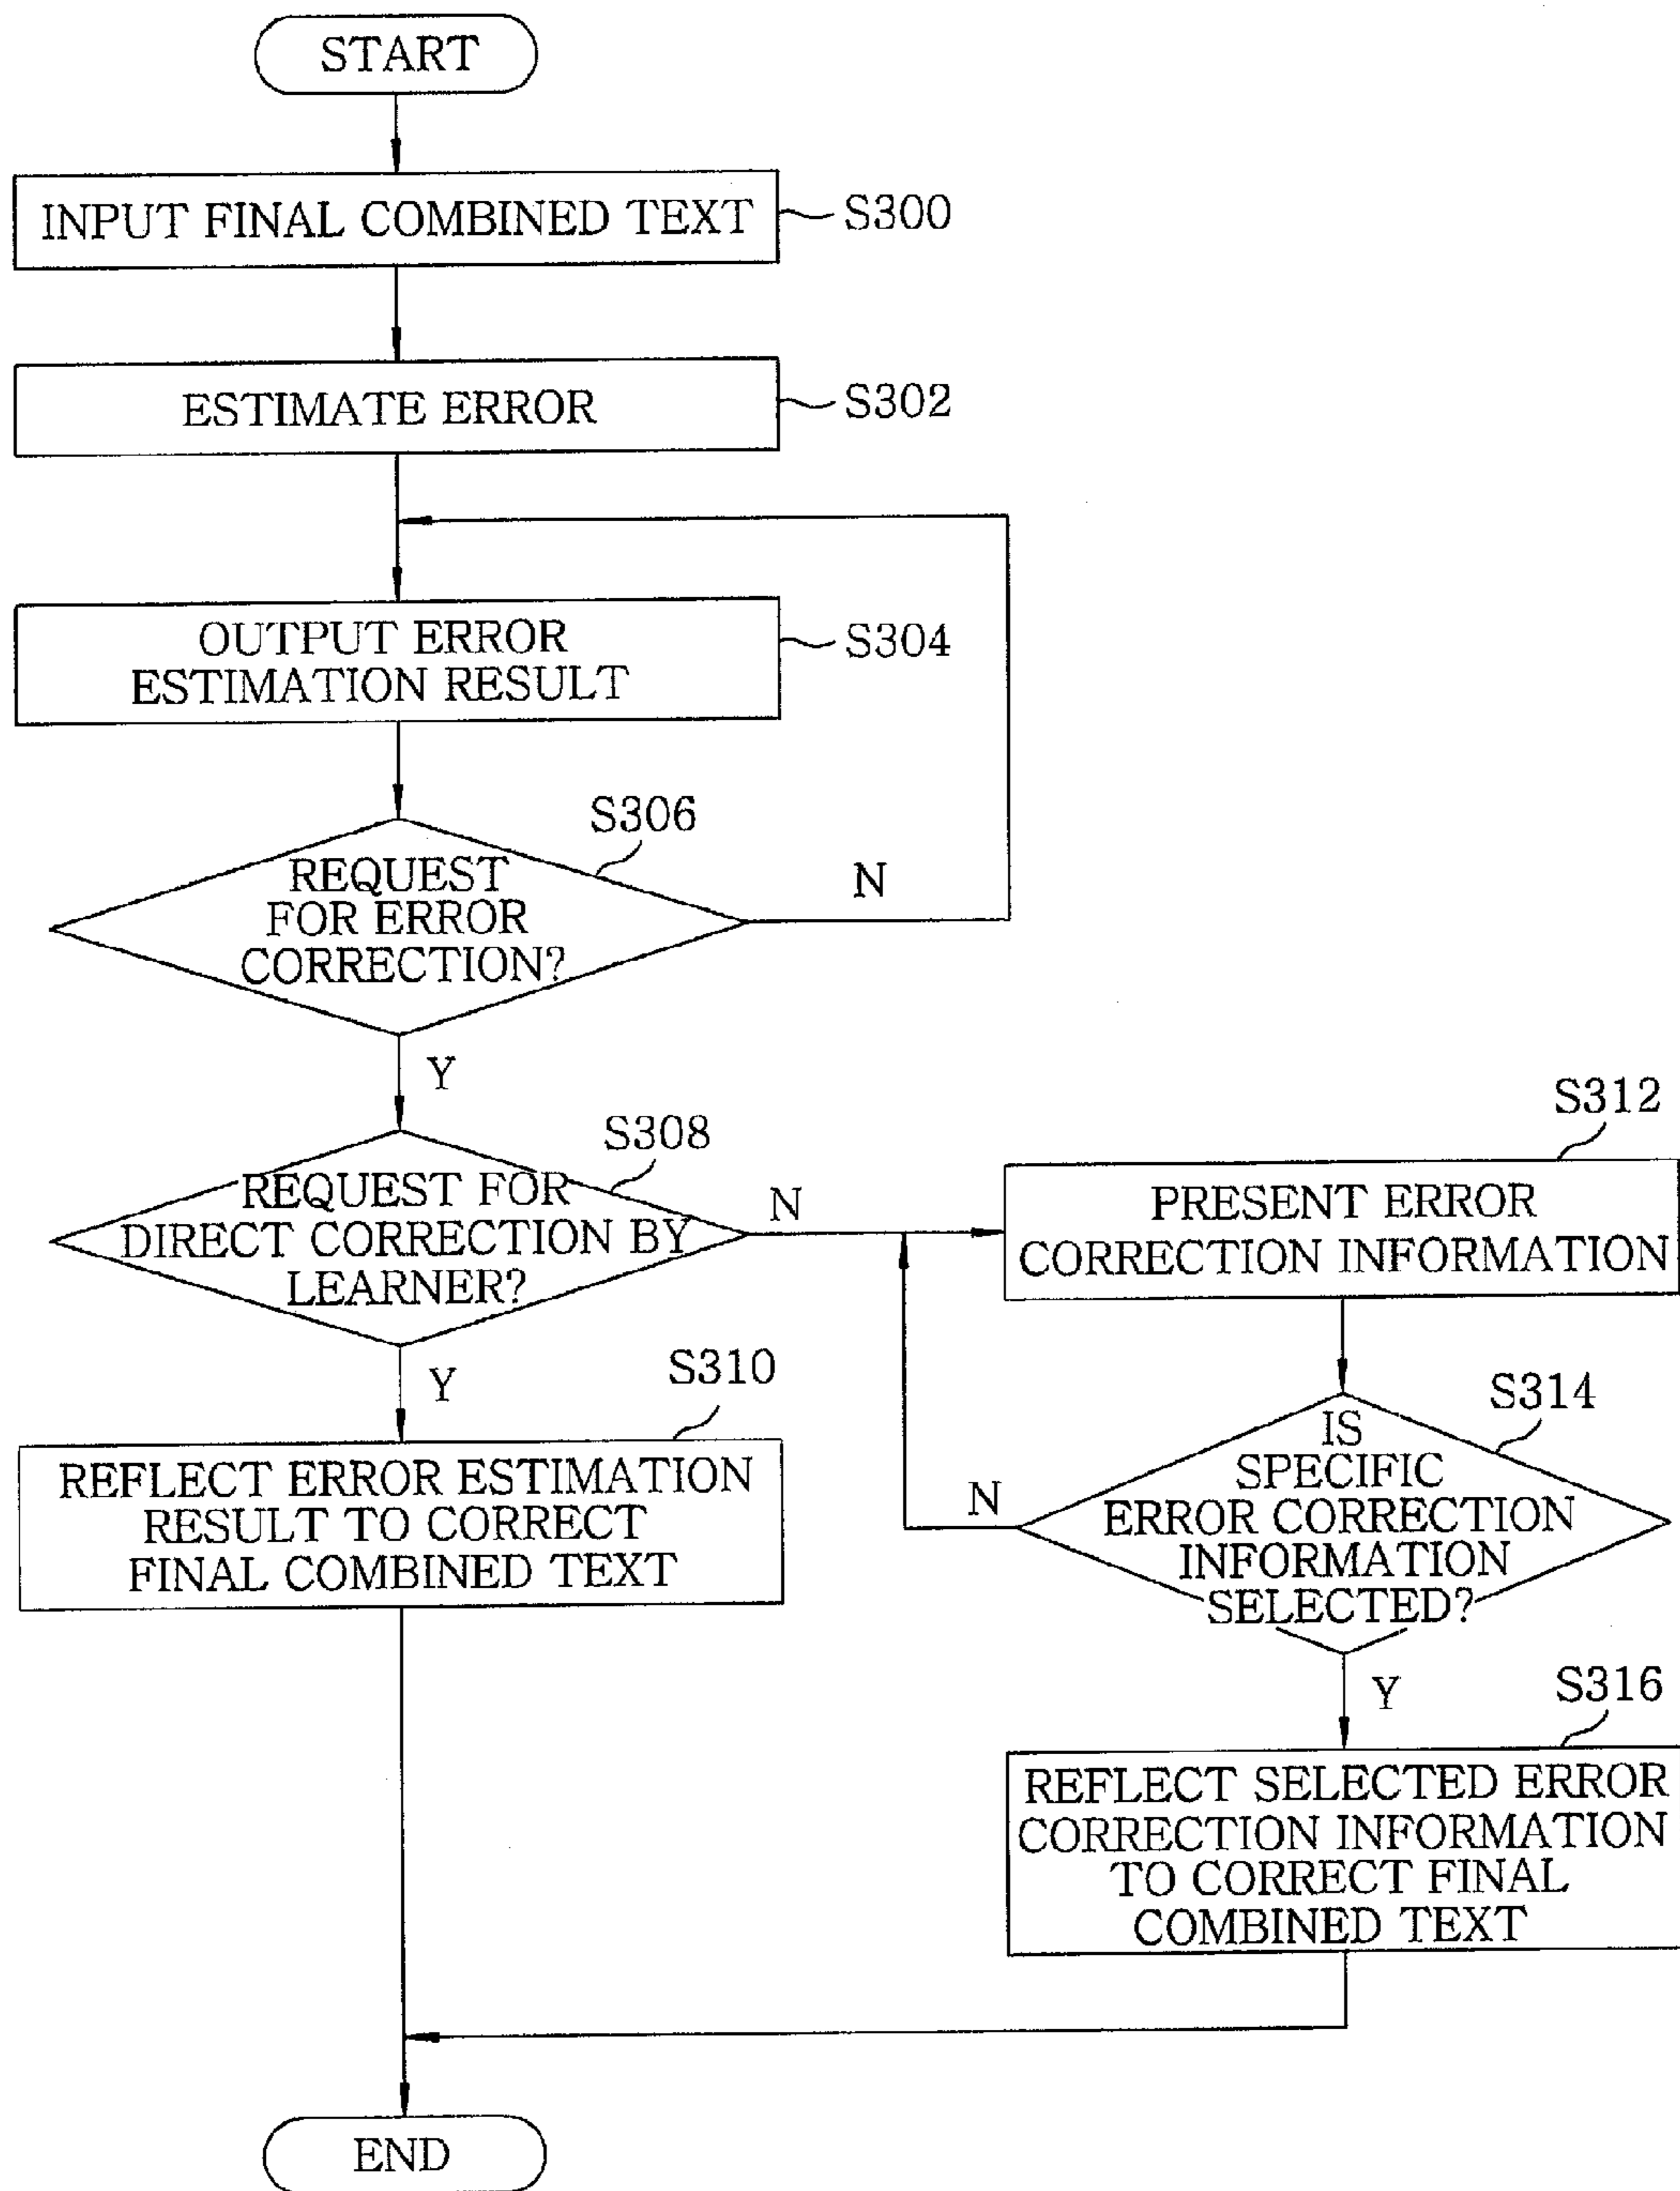 START
INPUT FINAL COMBINED TEXT
S300
ESTIMATE ERROR
S302
OUTPUT ERROR
ESTIMATION RESULT
S304
S306
REQUEST
FOR ERROR
CORRECTION?
N
Y
S308
REQUEST FOR
DIRECT CORRECTION BY
LEARNER?
N
Y
S312
PRESENT ERROR
CORRECTION INFORMATION
S310
REFLECT ERROR ESTIMATION
RESULT TO CORRECT
FINAL COMBINED TEXT
S314
IS
SPECIFIC
ERROR CORRECTION
INFORMATION
SELECTED?
N
Y
S316
REFLECT SELECTED ERROR
CORRECTION INFORMATION
TO CORRECT FINAL
COMBINED TEXT
END